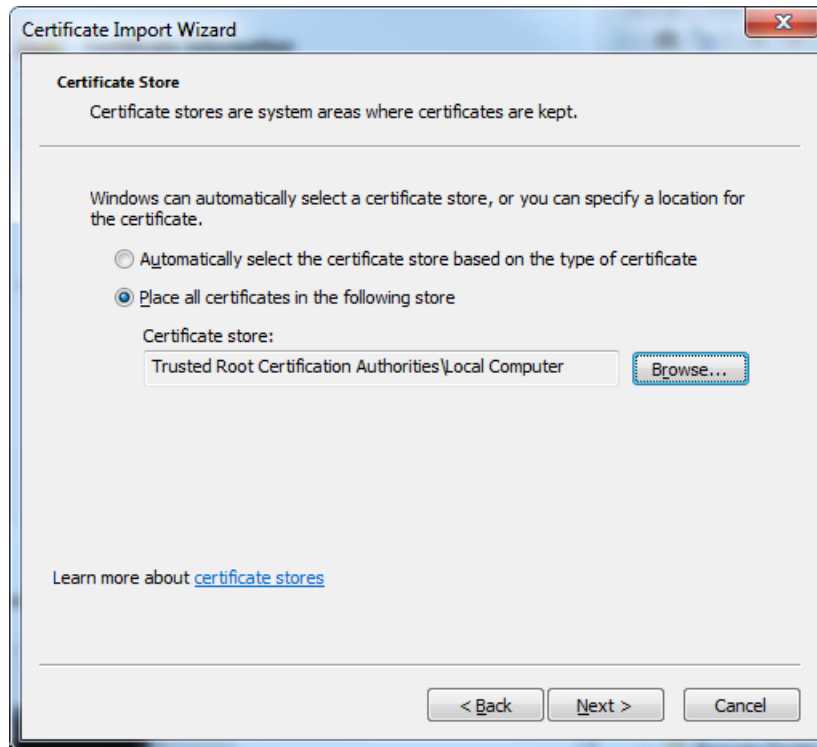 Certificate Import Wizard
Certificate Store
Certificate stores are system areas where certificates are kept.
Windows can automatically select a certificate store, or you can specify a location for
the certificate.
Automatically select the certificate store based on the type of certificate
Place all certificates in the following store
Certificate store:
Trusted Root Certification Authorities\Local Computer
Browse...
Learn more about certificate stores
< Back
Next >
Cancel